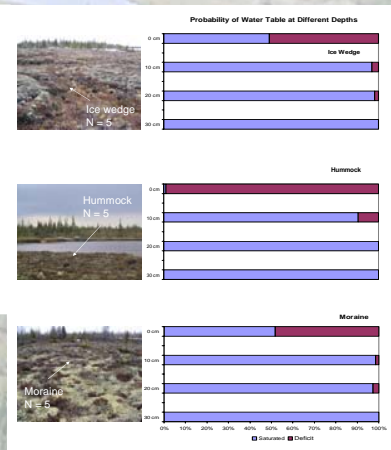 Probability of Water Table at Different Depths
Ice Wedge
0 cm
10 cm
20 cm
30 cm
Ice wedge
N = 5
Hummock
0 cm
10 cm
20 cm
30 cm
Hummock
N = 5
Moraine
0 cm
10 cm
20 cm
30 cm
Moraine
N = 5
0% 10% 20% 30% 40% 50% 60% 70% 80% 90% 100%
Saturated Deficit